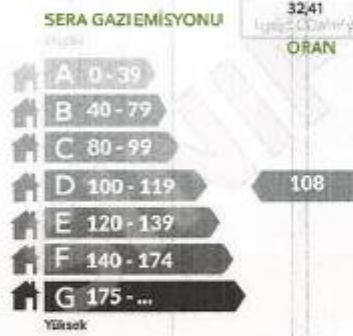 SERA GAZI EMİSYONU
32,41
ORAN
A 0 - 39
B 40 - 79
C 80 - 99
D 100 - 119
108
E 120 - 139
F 140 - 174
G 175 - ...
Yüksek